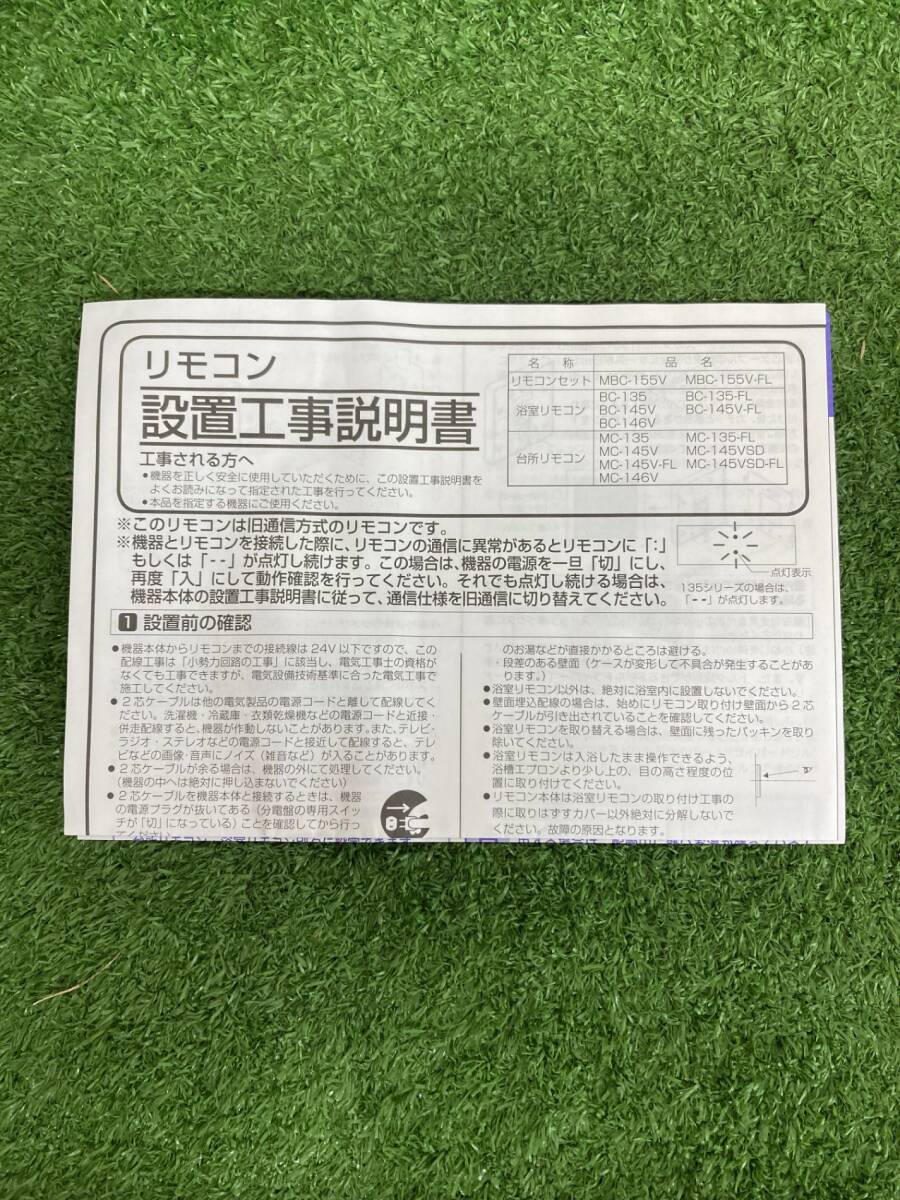 リモコン
設置工事説明書
工事される方へ
●機器を正しく安全に使用していただくために、この設置工事説明書を
よくお読みになって指定された工事を行ってください。
●本品を指定する機器にご使用ください。
名 称 品 名
リモコンセット MBC-155V MBC-155V-FL
浴室リモコン BC-135 BC-135-FL
BC-145V BC-145V-FL
BC-146V
台所リモコン MC-135 MC-135-FL
MC-145V MC-145VSD
MC-145V-FL MC-145VSD-FL
MC-146V
※このリモコンは旧通信方式のリモコンです。
※機器とリモコンを接続した際に、リモコンの通信に異常があるとリモコンに「:」
もしくは「--」が点灯し続けます。この場合は、機器の電源を一旦「切」にし、
再度「入」にして動作確認を行ってください。それでも点灯し続ける場合は、
機器本体の設置工事説明書に従って、通信仕様を旧通信に切り替えてください。
点灯表示
135シリーズの場合は、
「--」が点灯します。
1 設置前の確認
●機器本体からリモコンまでの接続線は24V以下ですので、この
配線工事は「小勢力回路の工事」に該当し、電気工事士の資格が
なくても工事できますが、電気設備技術基準に合った電気工事で
施工してください。
●2芯ケーブルは他の電気製品の電源コードと離して配線してく
ださい。洗濯機・冷蔵庫・衣類乾燥機などの電源コードと近接・
併走配線すると、機器が作動しないことがあります。また、テレビ・
ラジオ・ステレオなどの電源コードと接近して配線すると、テレ
ビなどの画像・音声にノイズ(雑音など)が入ることがあります。
●2芯ケーブルが余る場合は、機器の外にて処理してください。
(機器の中へは絶対に押し込まないでください)
●2芯ケーブルを機器本体と接続するときは、機器
の電源プラグが抜いてある(分電盤の専用スイッ
チが「切」になっている)ことを確認してから行っ
のお湯などが直接かかるところは避ける。
・段差のある壁面(ケースが変形して不具合が発生することがあ
ります。)
●浴室リモコン以外は、絶対に浴室内に設置しないでください。
●壁面埋込配線の場合は、始めにリモコン取り付け壁面から2芯
ケーブルが引き出されていることを確認してください。
●浴室リモコンを取り替える場合は、壁面に残ったパッキンを取り
除いてください。
●浴室リモコンは入浴したまま操作できるよう、
浴槽エプロンより少し上の、目の高さ程度の位
置に取り付けてください。
●リモコン本体は浴室リモコンの取り付け工事の
際に取りはずすカバー以外絶対に分解しないで
ください。故障の原因となります。